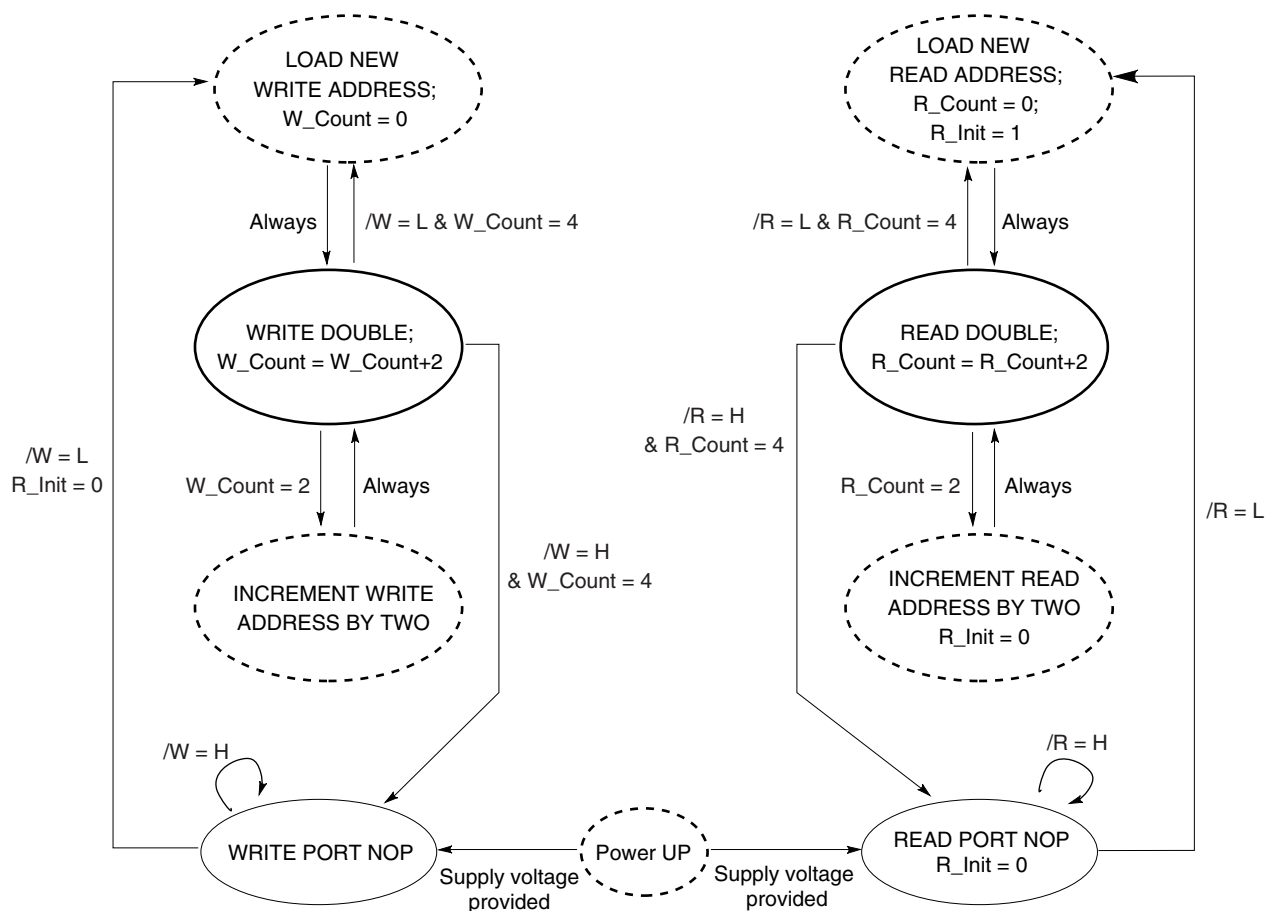 LOAD NEW
WRITE ADDRESS;
W_Count = 0
LOAD NEW
READ ADDRESS;
R_Count = 0;
R_Init = 1
Always
/W = L & W_Count = 4
/R = L & R_Count = 4
Always
WRITE DOUBLE;
W_Count = W_Count+2
READ DOUBLE;
R_Count = R_Count+2
/W = L
R_Init = 0
W_Count = 2
Always
/R = H
& R_Count = 4
R_Count = 2
Always
/R = L
/W = H
& W_Count = 4
INCREMENT WRITE
ADDRESS BY TWO
INCREMENT READ
ADDRESS BY TWO
R_Init = 0
/W = H
/R = H
WRITE PORT NOP
Power UP
READ PORT NOP
R_Init = 0
Supply voltage
provided
Supply voltage
provided